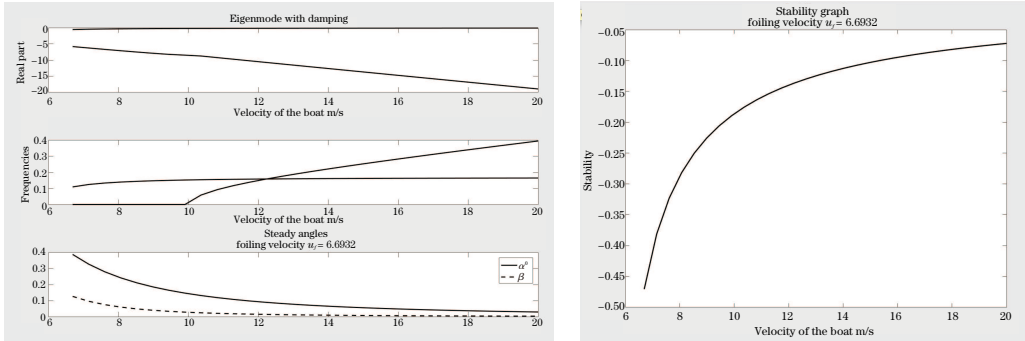 Eigenmode with damping
Real part
0
−5
−10
−15
−20
6 8 10 12 14 16 18 20
Velocity of the boat m/s
Frequencies
0.4
0.3
0.2
0.1
0
6 8 10 12 14 16 18 20
Velocity of the boat m/s
Steady angles
foiling velocity u_f = 6.6932
0.4
0.3
0.2
0.1
0
α⁰
β
6 8 10 12 14 16 18 20
Velocity of the boat m/s
Stability graph
foiling velocity u_f = 6.6932
Stability
−0.05
−0.10
−0.15
−0.20
−0.25
−0.30
−0.35
−0.40
−0.45
−0.50
6 8 10 12 14 16 18 20
Velocity of the boat m/s